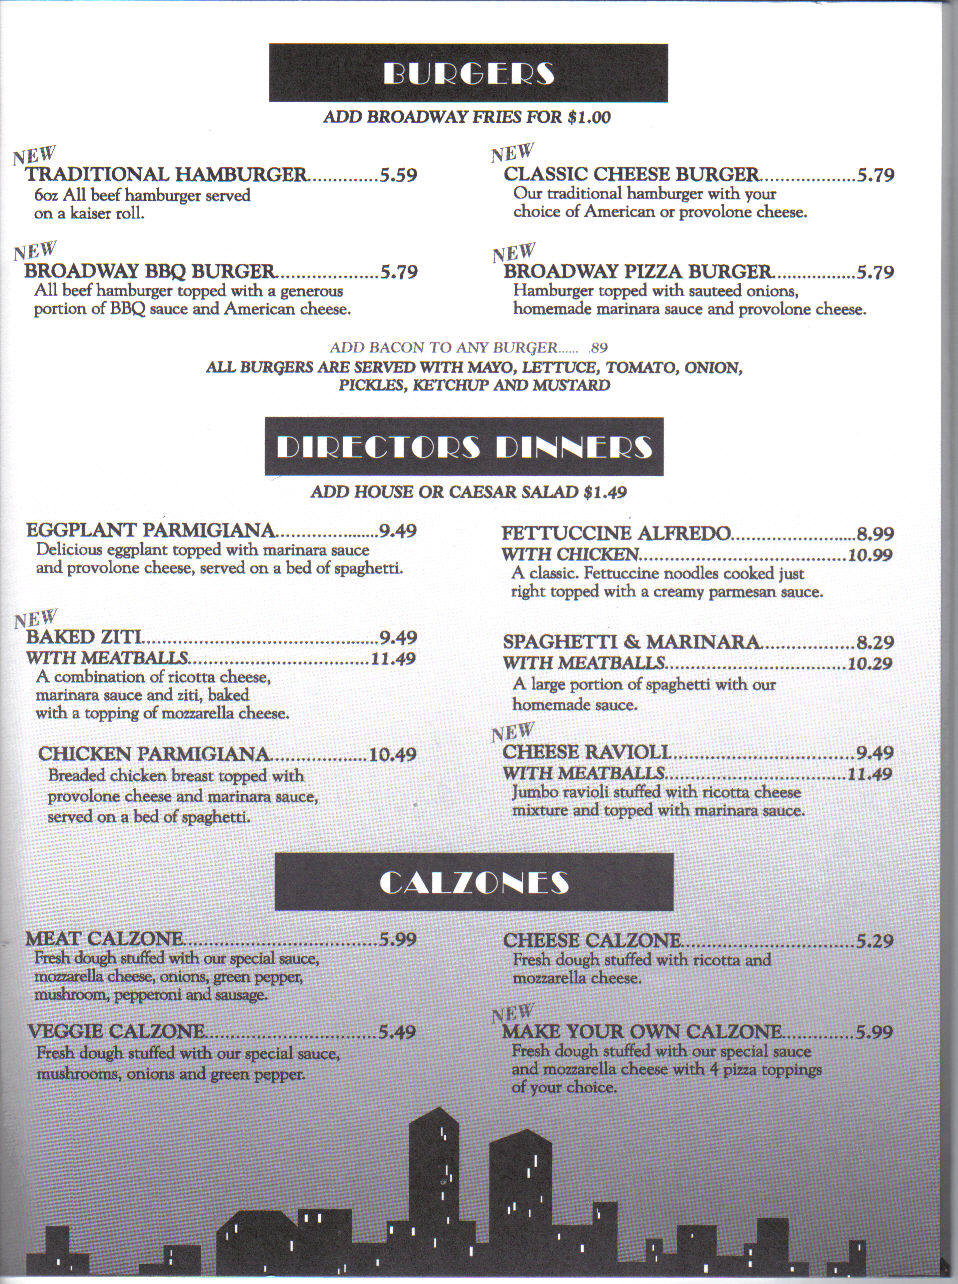 BURGERS
ADD BROADWAY FRIES FOR $1.00
NEW
TRADITIONAL HAMBURGER.............5.59
6oz All beef hamburger served
on a kaiser roll.
NEW
CLASSIC CHEESE BURGER..................5.79
Our traditional hamburger with your
choice of American or provolone cheese.
NEW
BROADWAY BBQ BURGER....................5.79
All beef hamburger topped with a generous
portion of BBQ sauce and American cheese.
NEW
BROADWAY PIZZA BURGER................5.79
Hamburger topped with sauteed onions,
homemade marinara sauce and provolone cheese.
ADD BACON TO ANY BURGER...... .89
ALL BURGERS ARE SERVED WITH MAYO, LETTUCE, TOMATO, ONION,
PICKLES, KETCHUP AND MUSTARD
DIRECTORS DINNERS
ADD HOUSE OR CAESAR SALAD $1.49
EGGPLANT PARMIGIANA....................9.49
Delicious eggplant topped with marinara sauce
and provolone cheese, served on a bed of spaghetti.
NEW
BAKED ZITI.............................................9.49
WITH MEATBALLS..................................11.49
A combination of ricotta cheese,
marinara sauce and ziti, baked
with a topping of mozzarella cheese.
CHICKEN PARMIGIANA...................10.49
Breaded chicken breast topped with
provolone cheese and marinara sauce,
served on a bed of spaghetti.
FETTUCCINE ALFREDO........................8.99
WITH CHICKEN........................................10.99
A classic. Fettuccine noodles cooked just
right topped with a creamy parmesan sauce.
SPAGHETTI & MARINARA..................8.29
WITH MEATBALLS..................................10.29
A large portion of spaghetti with our
homemade sauce.
NEW
CHEESE RAVIOLI...................................9.49
WITH MEATBALLS..................................11.49
Jumbo ravioli stuffed with ricotta cheese
mixture and topped with marinara sauce.
CALZONES
MEAT CALZONE.....................................5.99
Fresh dough stuffed with our special sauce,
mozzarella cheese, onions, green pepper,
mushroom, pepperoni and sausage.
VEGGIE CALZONE.................................5.49
Fresh dough stuffed with our special sauce,
mushrooms, onions and green pepper.
CHEESE CALZONE.................................5.29
Fresh dough stuffed with ricotta and
mozzarella cheese.
NEW
MAKE YOUR OWN CALZONE..............5.99
Fresh dough stuffed with our special sauce
and mozzarella cheese with 4 pizza toppings
of your choice.